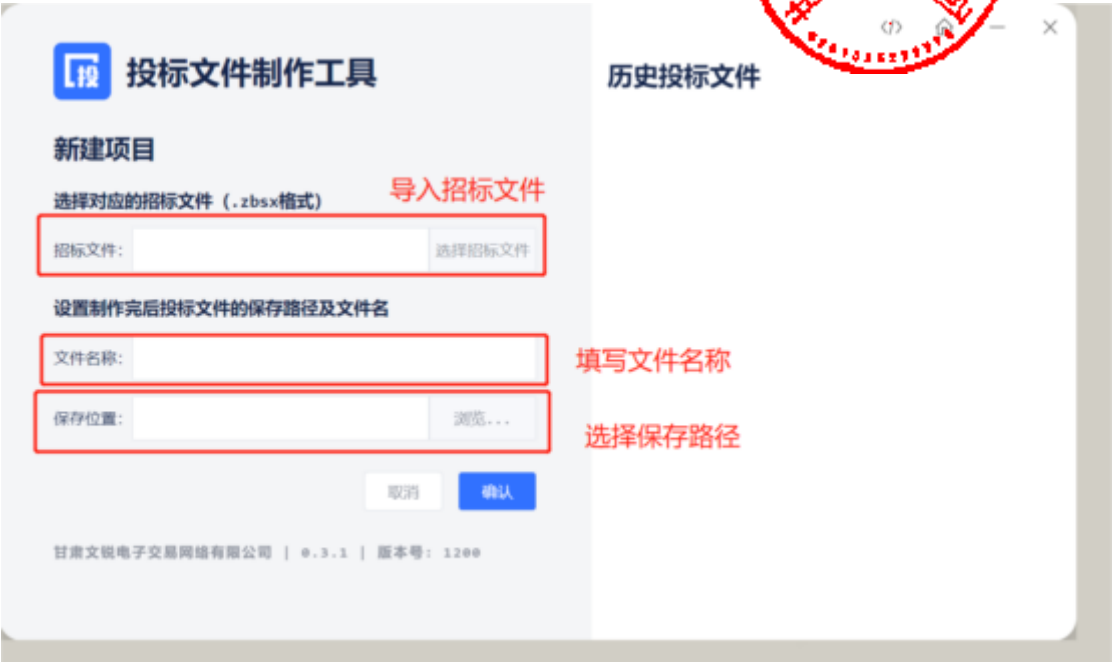 投
投标文件制作工具
历史投标文件
新建项目
导入招标文件
选择对应的招标文件（.zbsx格式）
招标文件：
选择招标文件
设置制作完后投标文件的保存路径及文件名
文件名称：
填写文件名称
保存位置：
浏览...
选择保存路径
取消
确认
甘肃文锐电子交易网络有限公司 | 0.3.1 | 版本号: 1200